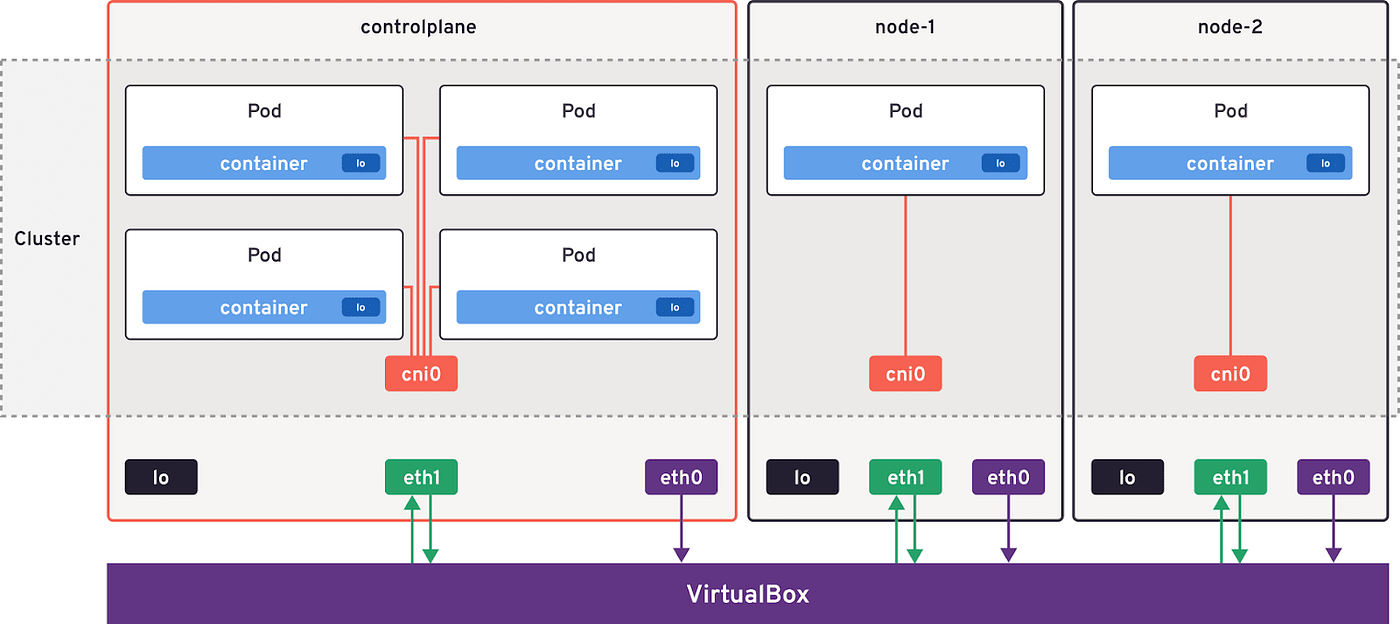 controlplane
node-1
node-2
Pod
container
lo
Pod
container
lo
Pod
container
lo
Pod
container
lo
Cluster
Pod
container
lo
Pod
container
lo
cni0
cni0
cni0
lo
eth1
eth0
lo
eth1
eth0
lo
eth1
eth0
VirtualBox